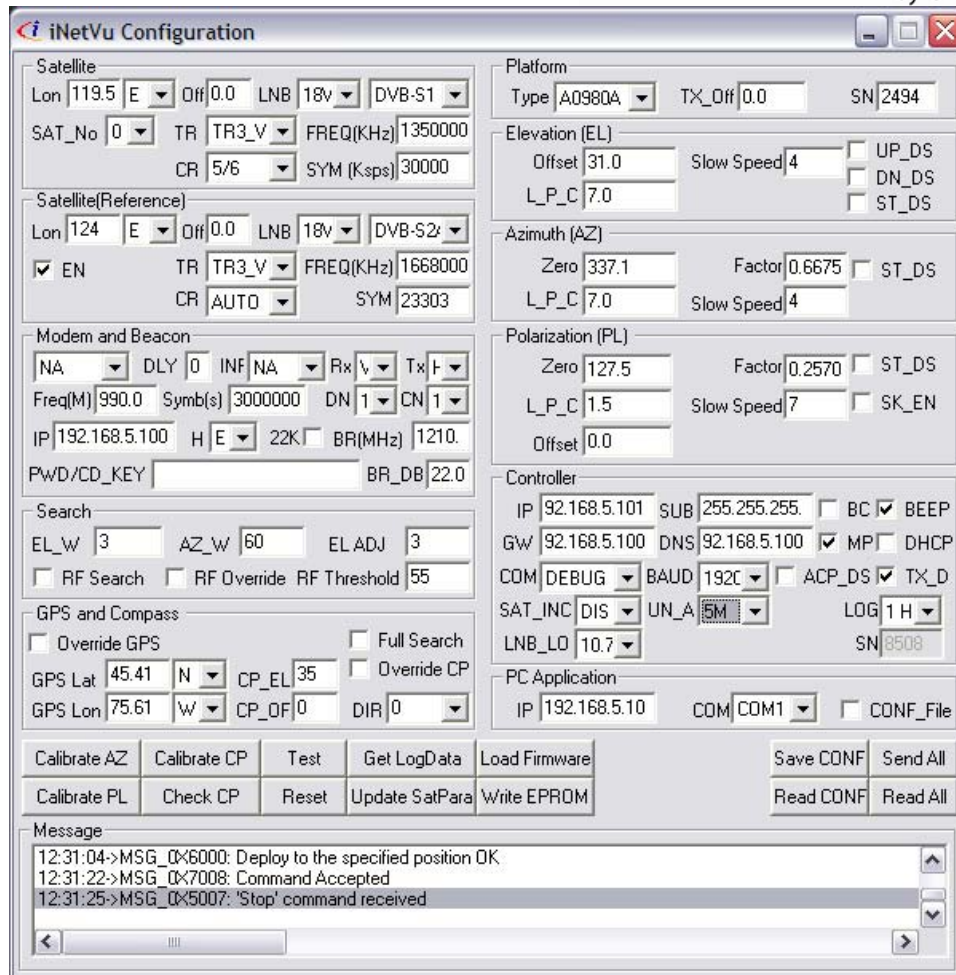 iNetVu Configuration
Satellite
Lon 119.5 E Off 0.0 LNB 18V DVB-S1
SAT_No 0 TR TR3_V FREQ(KHz) 1350000
CR 5/6 SYM (Ksps) 30000
Satellite(Reference)
Lon 124 E Off 0.0 LNB 18V DVB-S2
EN TR TR3_V FREQ(KHz) 1668000
CR AUTO SYM 23303
Modem and Beacon
NA DLY 0 INF NA Rx Tx
Freq(M) 990.0 Symb(s) 3000000 DN 1 CN 1
IP 192.168.5.100 H E 22K BR(MHz) 1210.
PWD/CD_KEY BR_DB 22.0
Search
EL_W 3 AZ_W 60 EL ADJ 3
RF Search RF Override RF Threshold 55
GPS and Compass
Override GPS Full Search
GPS Lat 45.41 N CP_EL 35 Override CP
GPS Lon 75.61 W CP_OF 0 DIR 0
Platform
Type A0980A TX_Off 0.0 SN 2494
Elevation (EL)
Offset 31.0 Slow Speed 4 UP_DS
DN_DS
L_P_C 7.0 ST_DS
Azimuth (AZ)
Zero 337.1 Factor 0.6675 ST_DS
L_P_C 7.0 Slow Speed 4
Polarization (PL)
Zero 127.5 Factor 0.2570 ST_DS
L_P_C 1.5 Slow Speed 7 SK_EN
Offset 0.0
Controller
IP 92.168.5.101 SUB 255.255.255. BC BEEP
GW 92.168.5.100 DNS 92.168.5.100 MP DHCP
COM DEBUG BAUD 192 ACP_DS TX_D
SAT_INC DIS UN_A 5M LOG 1 H
LNB_LO 10.7 SN 8508
PC Application
IP 192.168.5.10 COM COM1 CONF_File
Calibrate AZ Calibrate CP Test Get LogData Load Firmware Save CONF Send All
Calibrate PL Check CP Reset Update SatPara Write EPROM Read CONF Read All
Message
12:31:04->MSG_0X6000: Deploy to the specified position OK
12:31:22->MSG_0X7008: Command Accepted
12:31:25->MSG_0X5007: 'Stop' command received